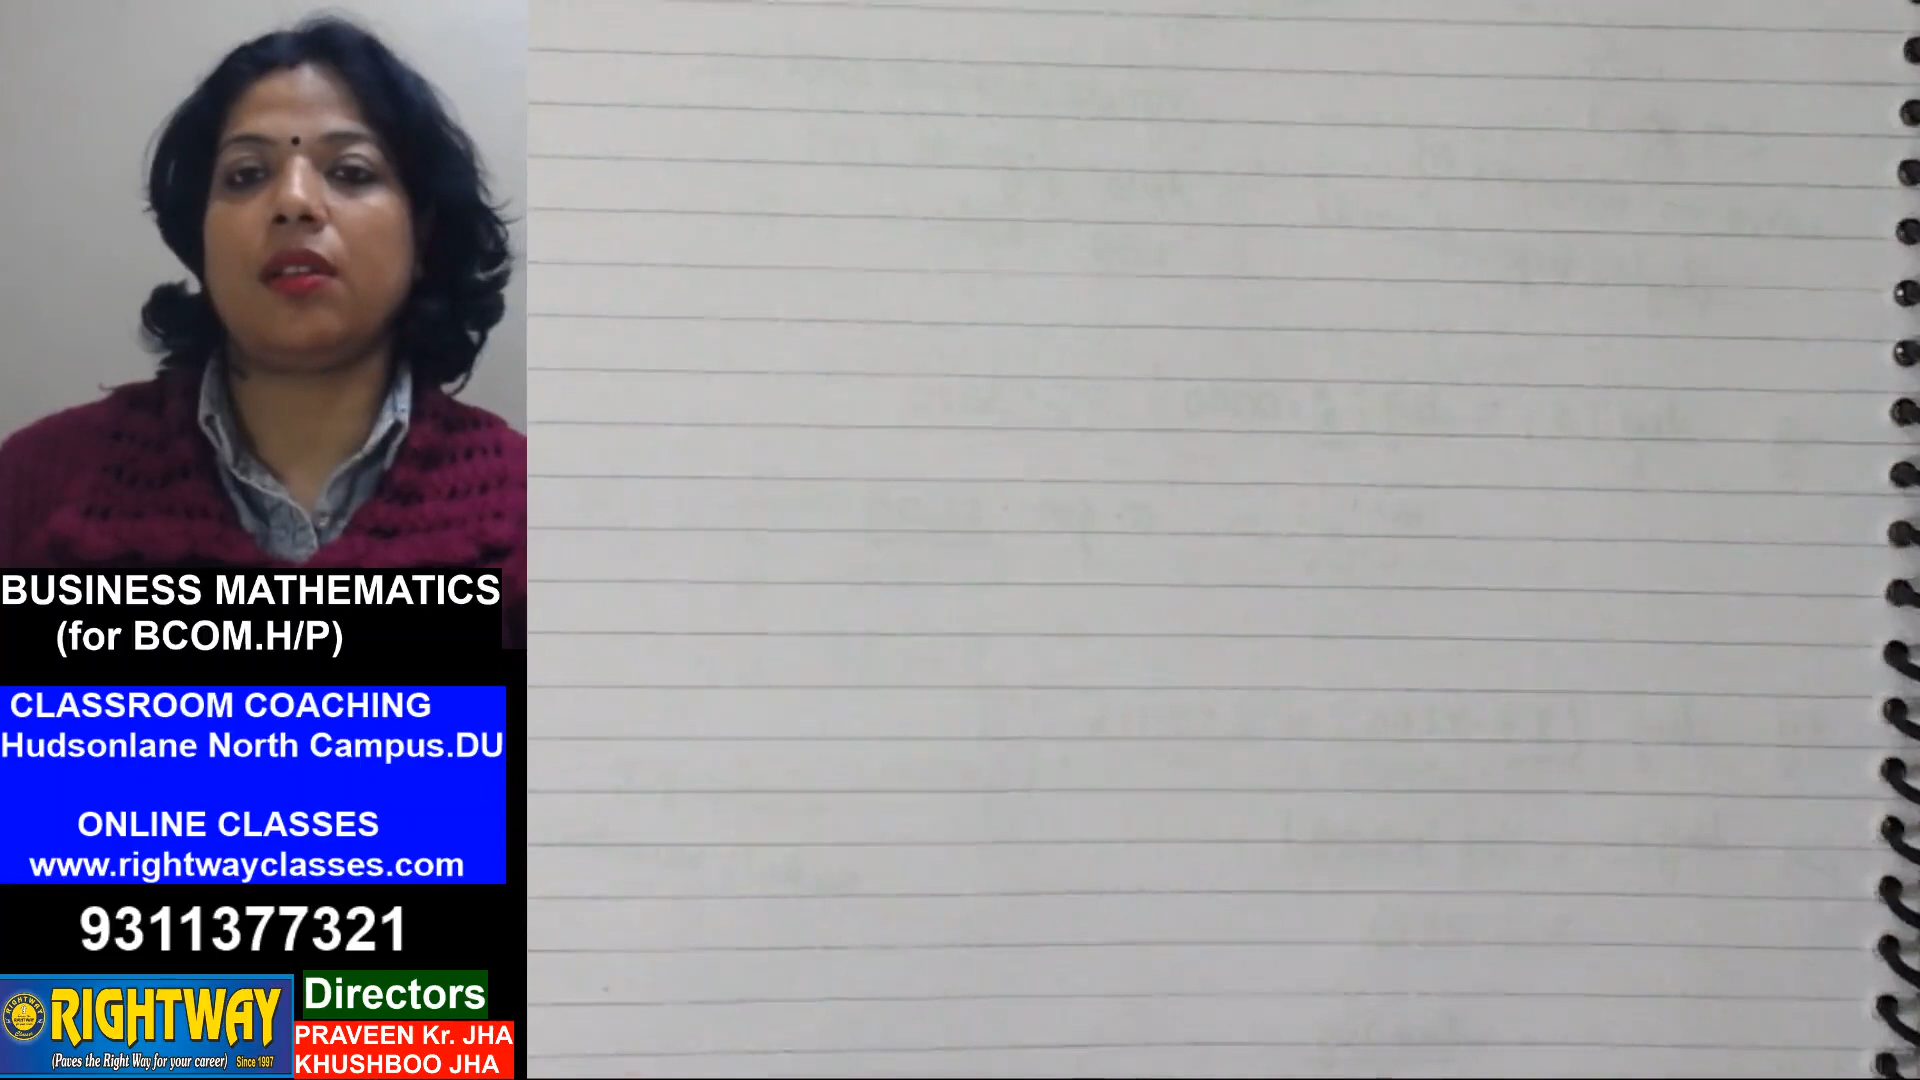 BUSINESS MATHEMATICS
(for BCOM.H/P)
CLASSROOM COACHING
Hudsonlane North Campus.DU
ONLINE CLASSES
www.rightwayclasses.com
9311377321
RIGHTWAY
(Paves the Right Way for your career) Since 1997
Directors
PRAVEEN Kr. JHA
KHUSHBOO JHA